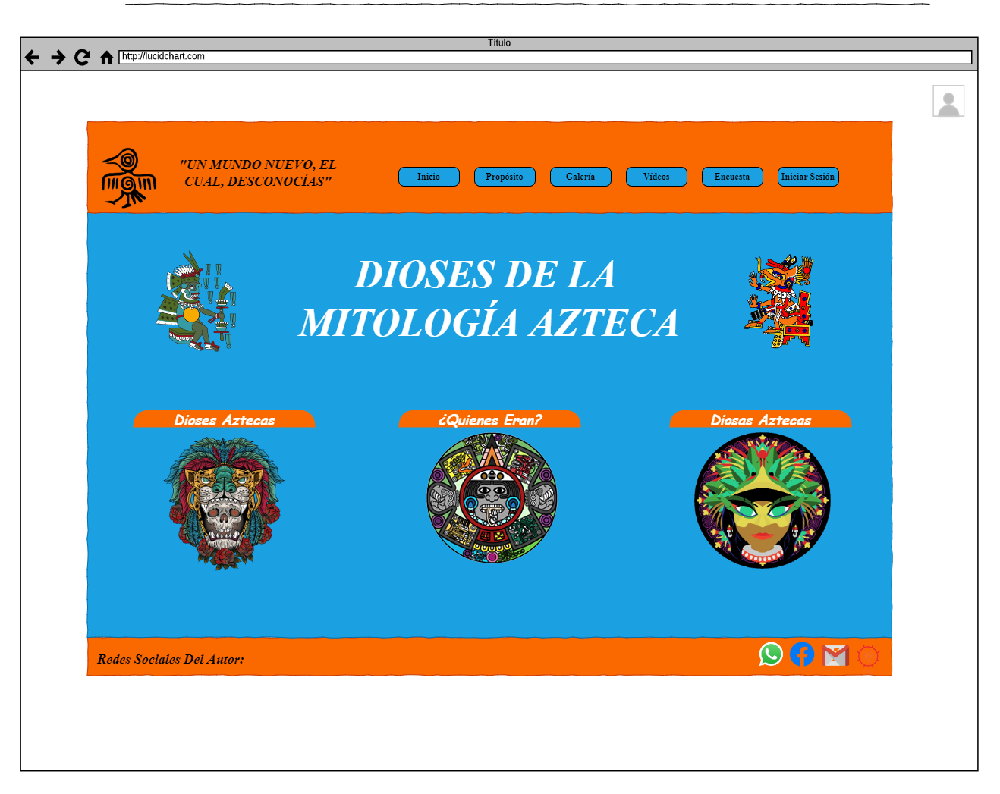 Título
http://lucidchart.com
"UN MUNDO NUEVO, EL
CUAL, DESCONOCÍAS"
Inicio
Propósito
Galería
Vídeos
Encuesta
Iniciar Sesión
DIOSES DE LA
MITOLOGÍA AZTECA
Dioses Aztecas
¿Quienes Eran?
Diosas Aztecas
Redes Sociales Del Autor: